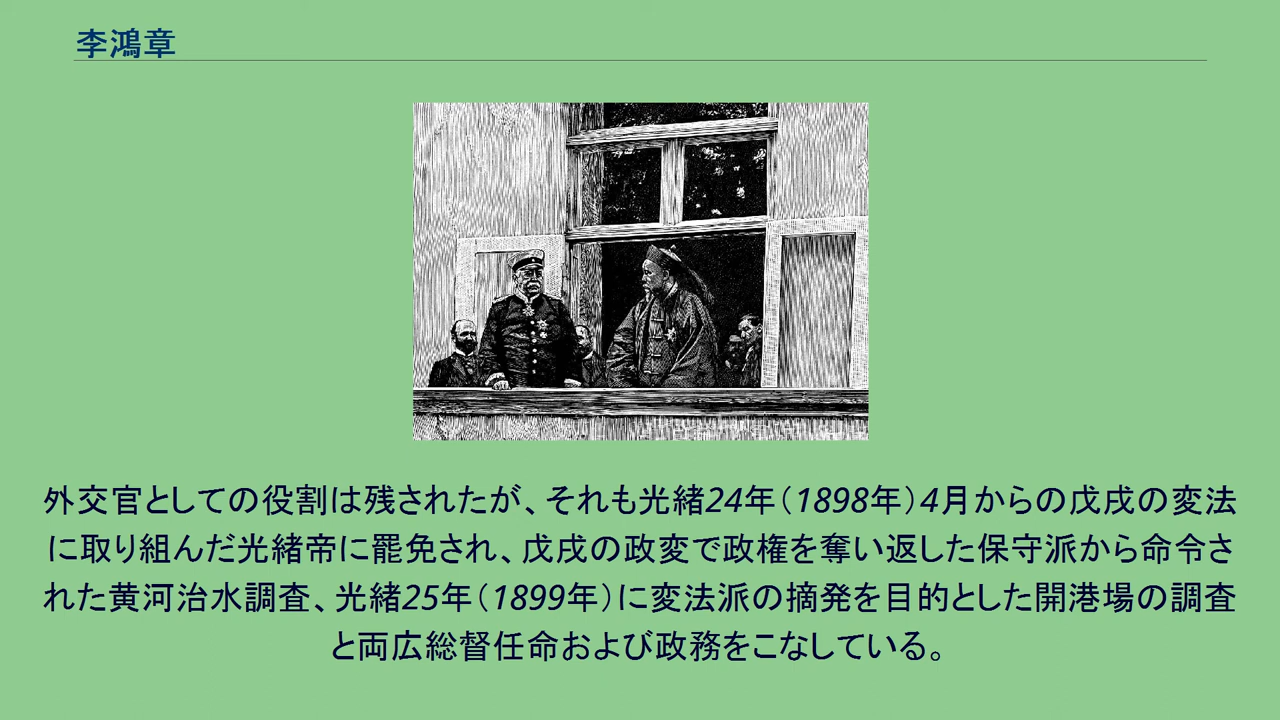 李鴻章
外交官としての役割は残されたが、それも光緒24年（1898年）4月からの戊戌の変法
に取り組んだ光緒帝に罷免され、戊戌の政変で政権を奪い返した保守派から命令さ
れた黄河治水調査、光緒25年（1899年）に変法派の摘発を目的とした開港場の調査
と両広総督任命および政務をこなしている。